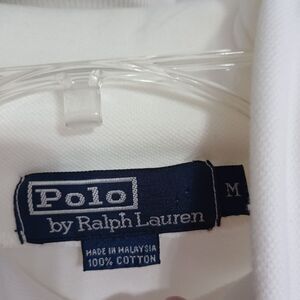 Polo
by Ralph Lauren
M
MADE IN MALAYSIA
100% COTTON